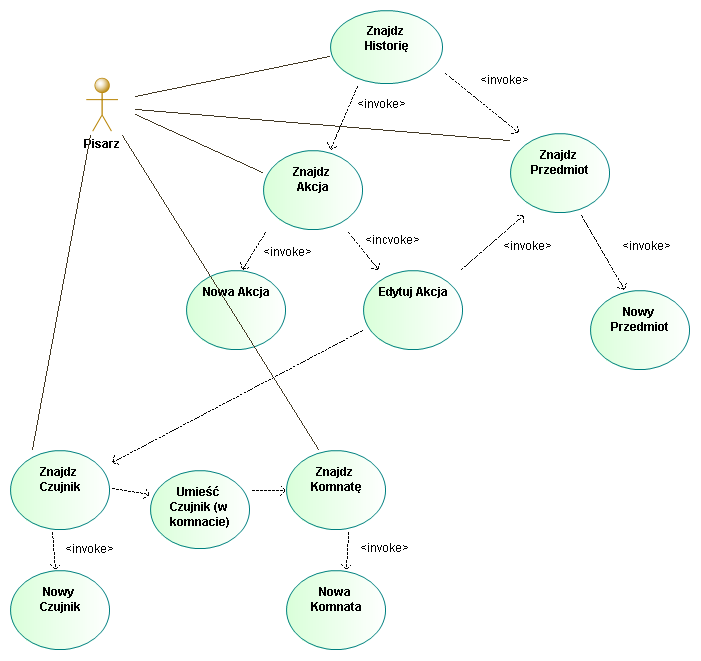 Znajdz
Historię
<invoke>
<invoke>
Pisarz
Znajdz
Akcja
Znajdz
Przedmiot
<invoke>
<incvoke>
<invoke>
<invoke>
Nowa Akcja
Edytuj Akcja
Nowy
Przedmiot
Znajdz
Czujnik
Umieść
Czujnik (w
komnacie)
Znajdz
Komnatę
<invoke>
<invoke>
Nowy
Czujnik
Nowa
Komnata